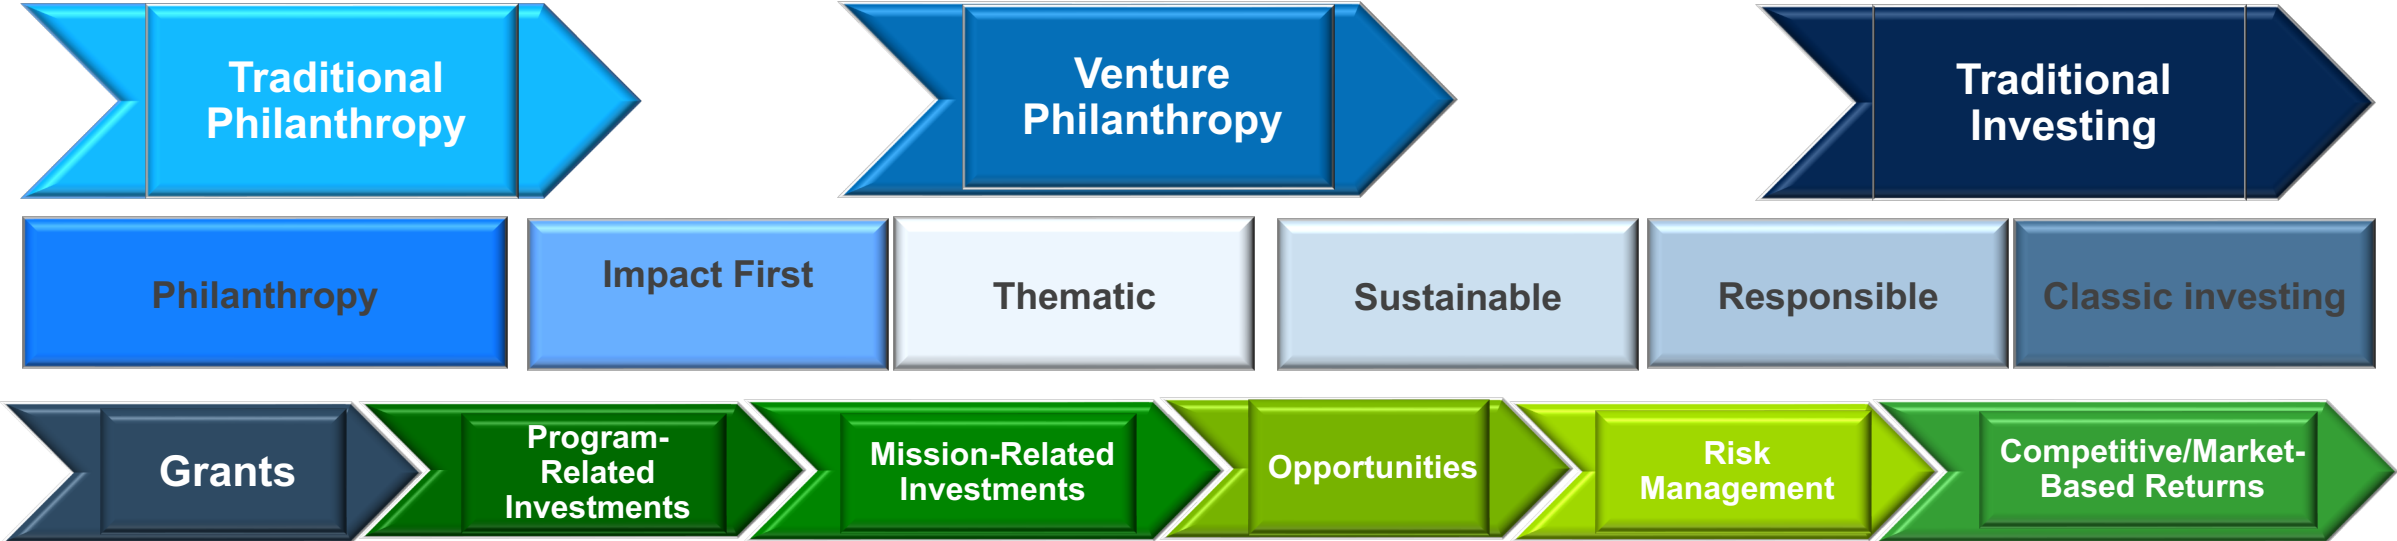 Traditional
Philanthropy
Venture
Philanthropy
Traditional
Investing
Philanthropy
Impact First
Thematic
Sustainable
Responsible
Classic investing
Grants
Program-
Related
Investments
Mission-Related
Investments
Opportunities
Risk
Management
Competitive/Market-
Based Returns